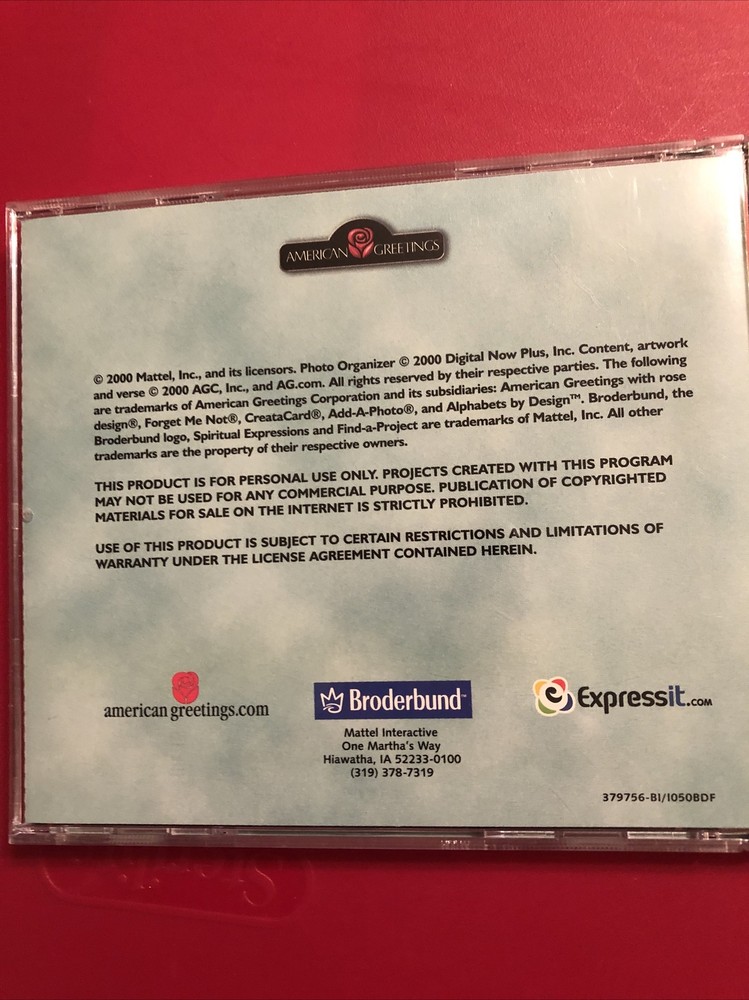 AMERICAN GREETINGS
© 2000 Mattel, Inc., and its licensors. Photo Organizer © 2000 Digital Now Plus, Inc. Content, artwork
and verse © 2000 AGC, Inc., and AG.com. All rights reserved by their respective parties. The following
are trademarks of American Greetings Corporation and its subsidiaries: American Greetings with rose
design®, Forget Me Not®, CreataCard®, Add-A-Photo®, and Alphabets by Design™. Broderbund, the
Broderbund logo, Spiritual Expressions and Find-a-Project are trademarks of Mattel, Inc. All other
trademarks are the property of their respective owners.
THIS PRODUCT IS FOR PERSONAL USE ONLY. PROJECTS CREATED WITH THIS PROGRAM
MAY NOT BE USED FOR ANY COMMERCIAL PURPOSE. PUBLICATION OF COPYRIGHTED
MATERIALS FOR SALE ON THE INTERNET IS STRICTLY PROHIBITED.
USE OF THIS PRODUCT IS SUBJECT TO CERTAIN RESTRICTIONS AND LIMITATIONS OF
WARRANTY UNDER THE LICENSE AGREEMENT CONTAINED HEREIN.
americangreetings.com
Broderbund™
Expressit.COM
Mattel Interactive
One Martha's Way
Hiawatha, IA 52233-0100
(319) 378-7319
379756-BI/I050BDF